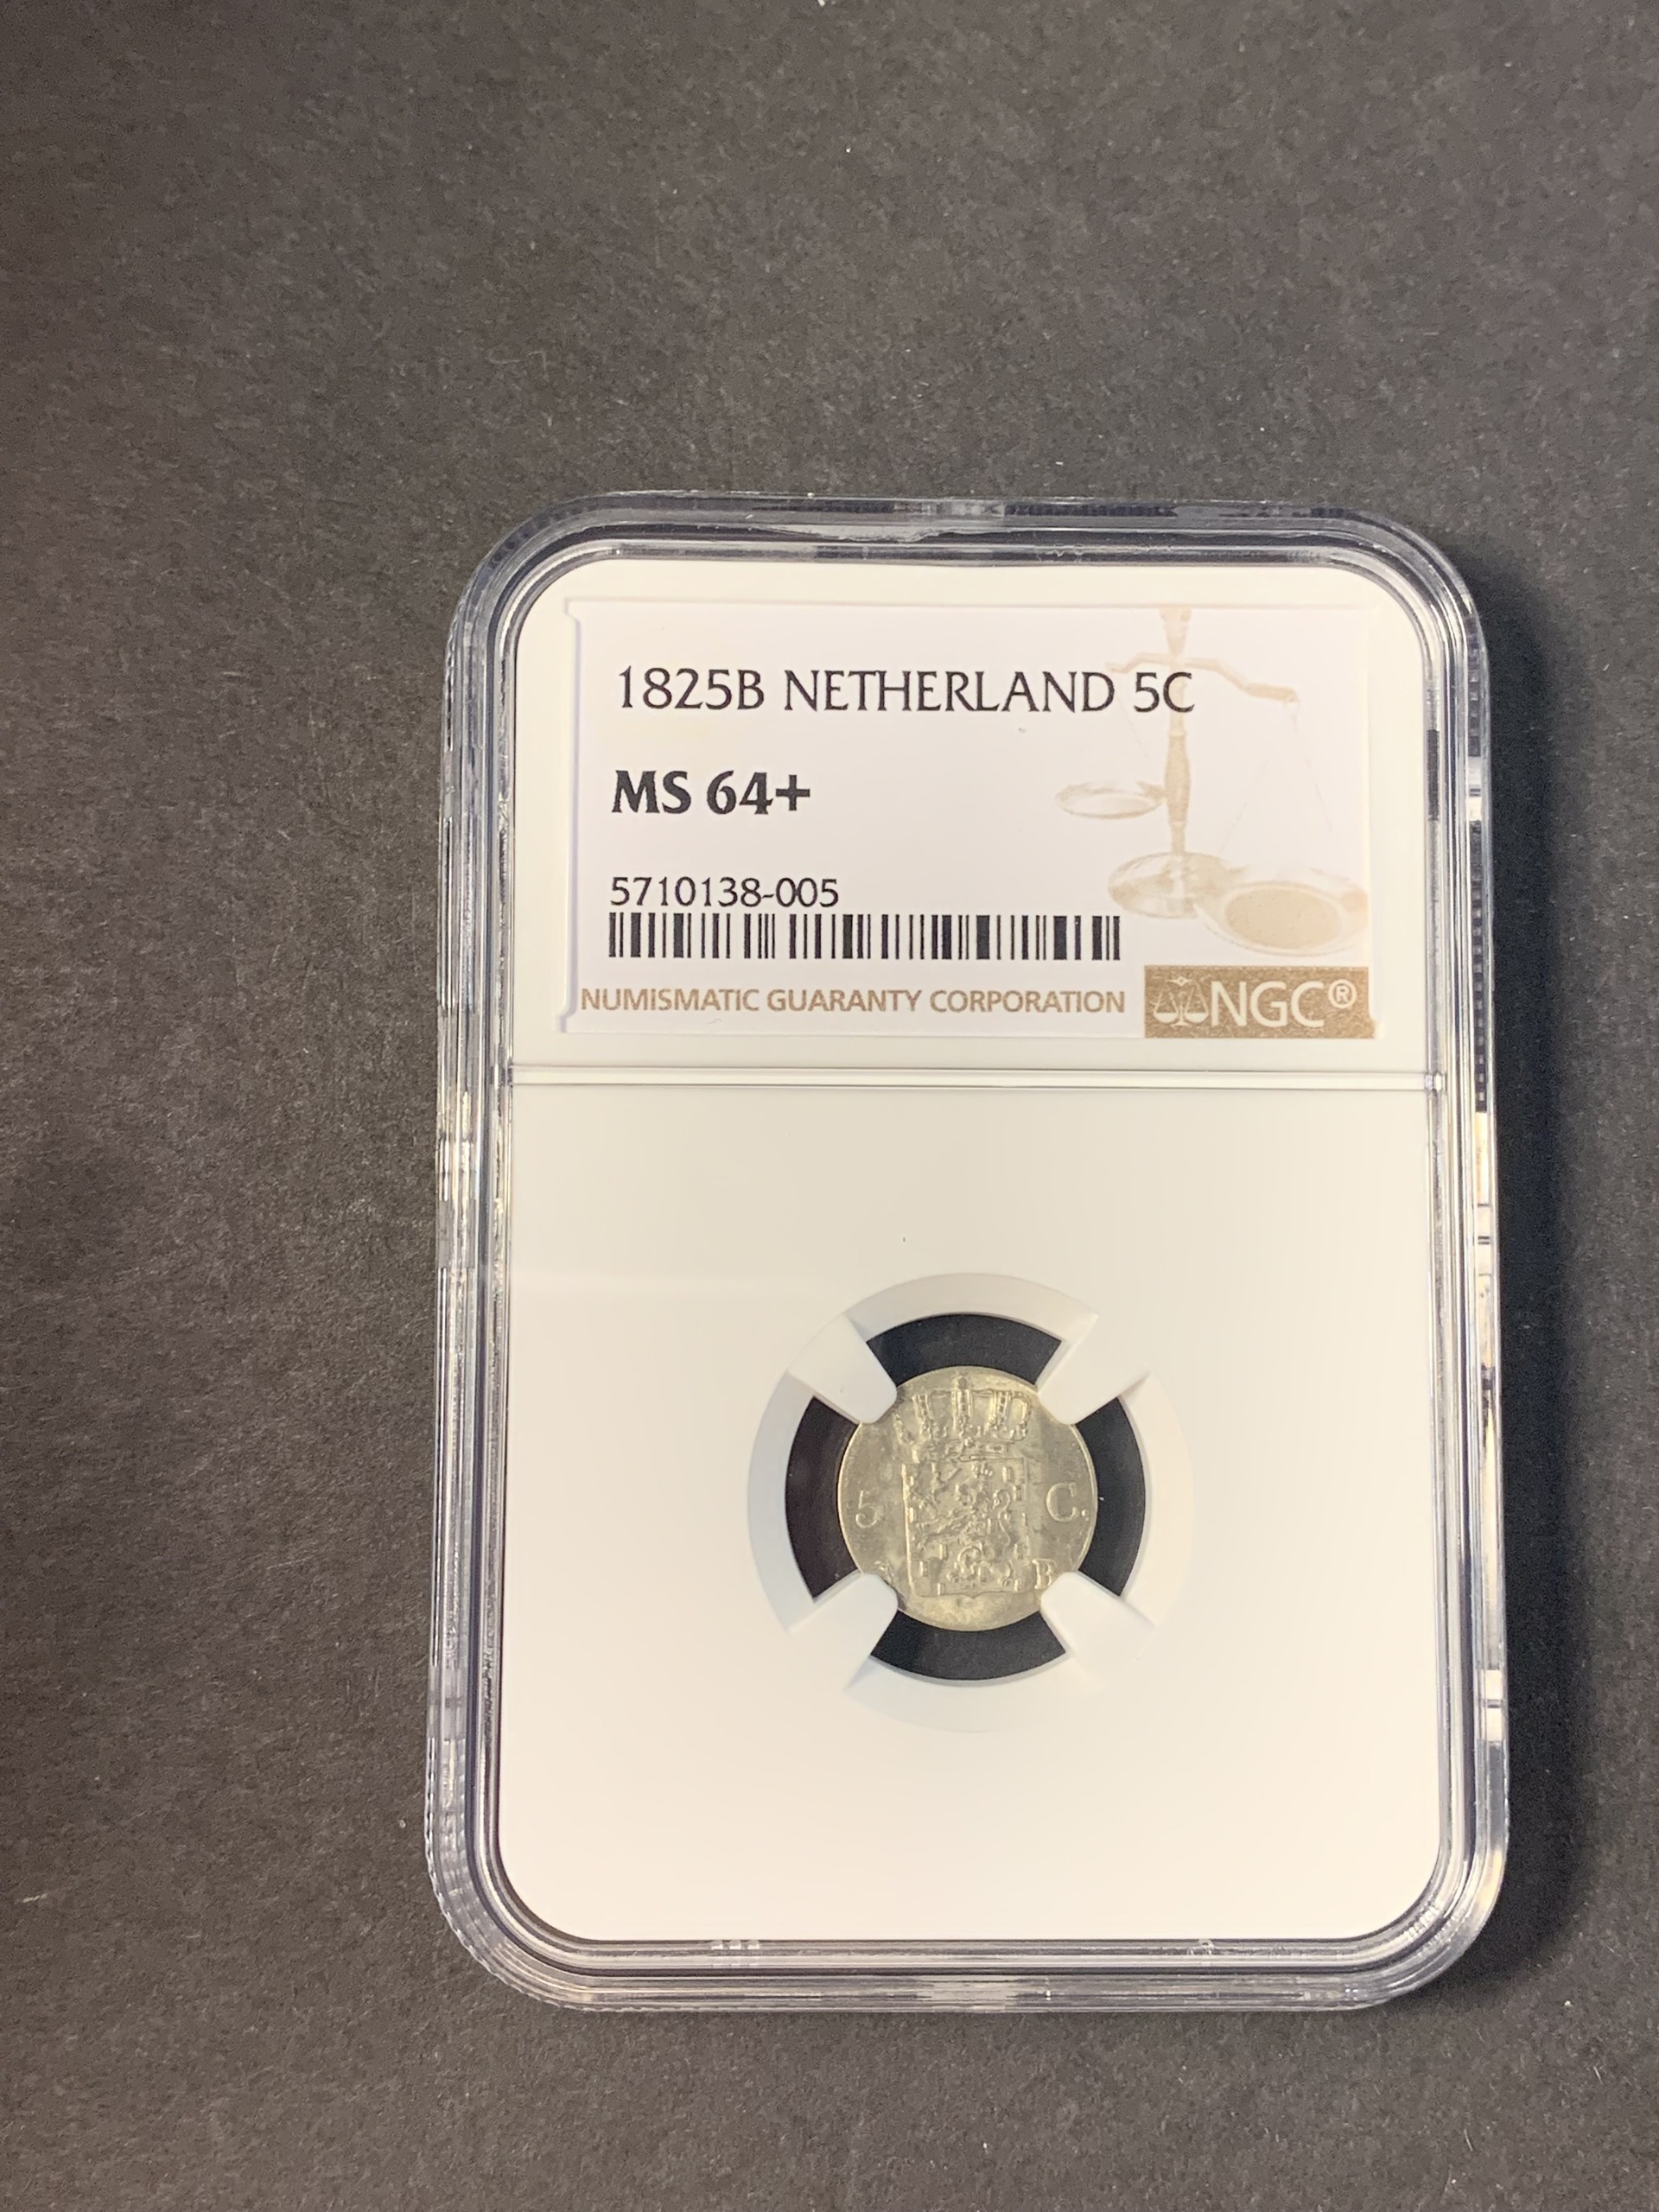 1825B NETHERLAND 5C
MS 64+
5710138-005
NUMISMATIC GUARANTY CORPORATION NGC®
5 C.
B